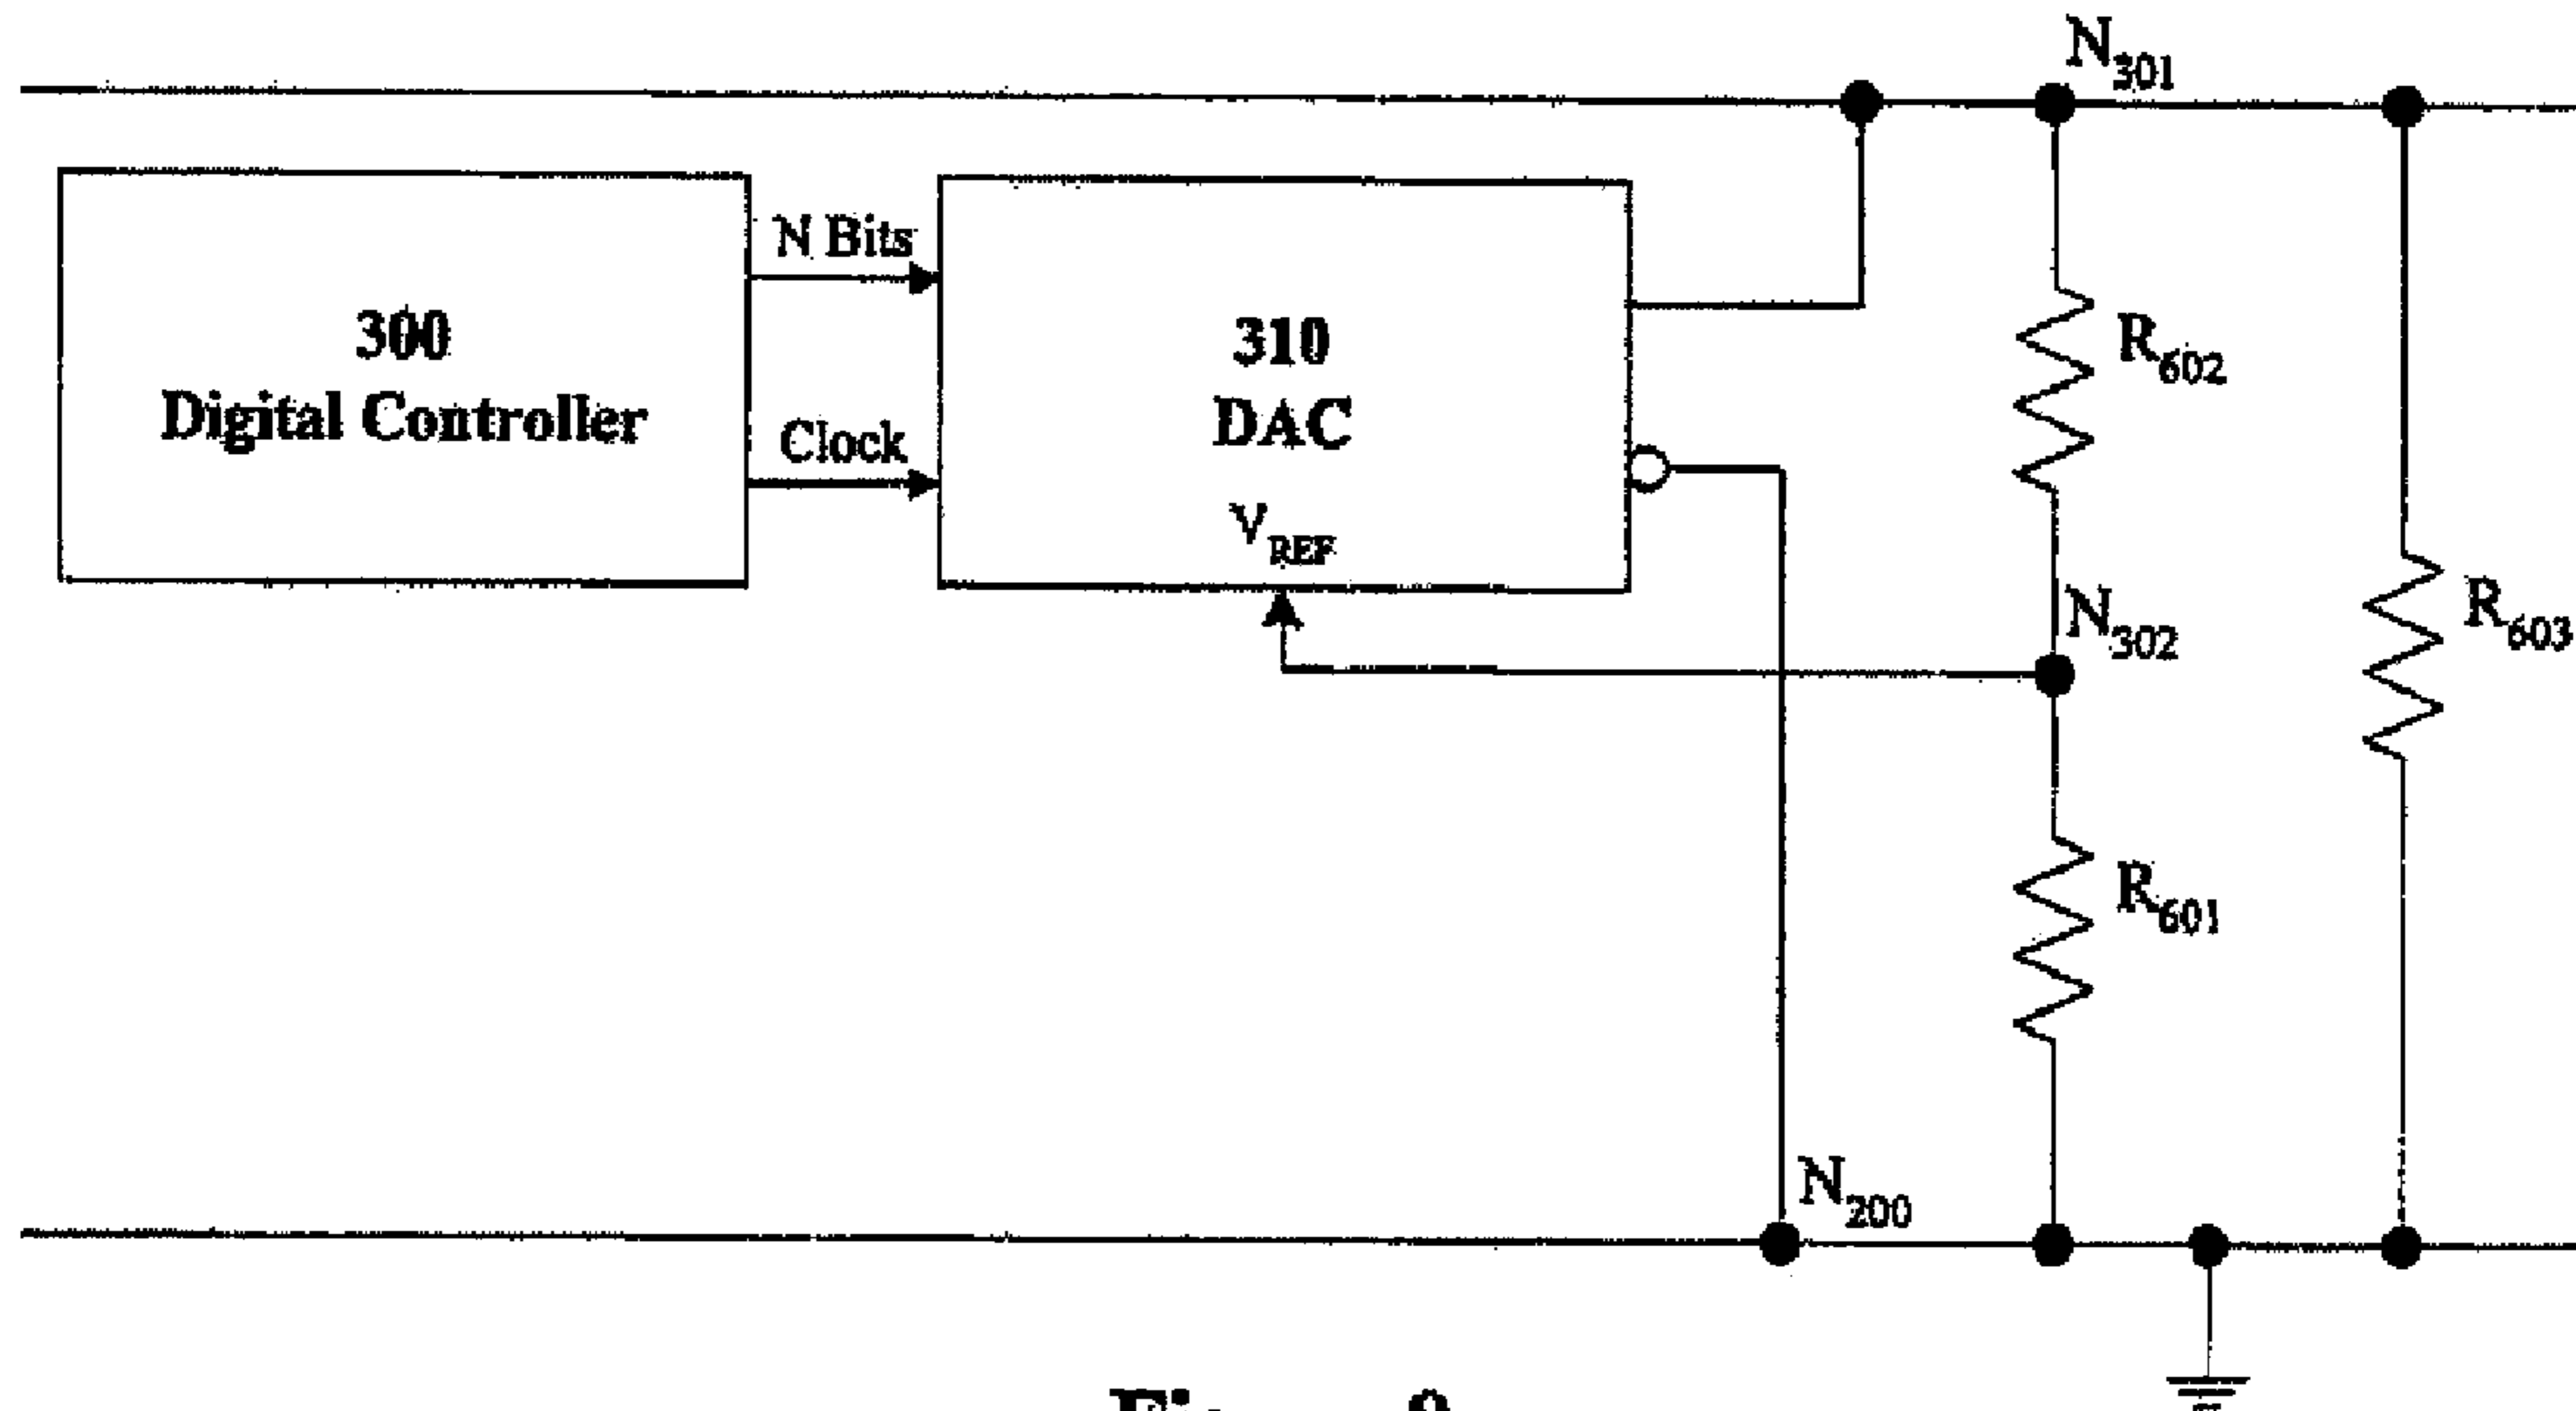 N301
N Bits
300
Digital Controller
Clock
310
DAC
VREF
R602
N302
R603
R601
N200